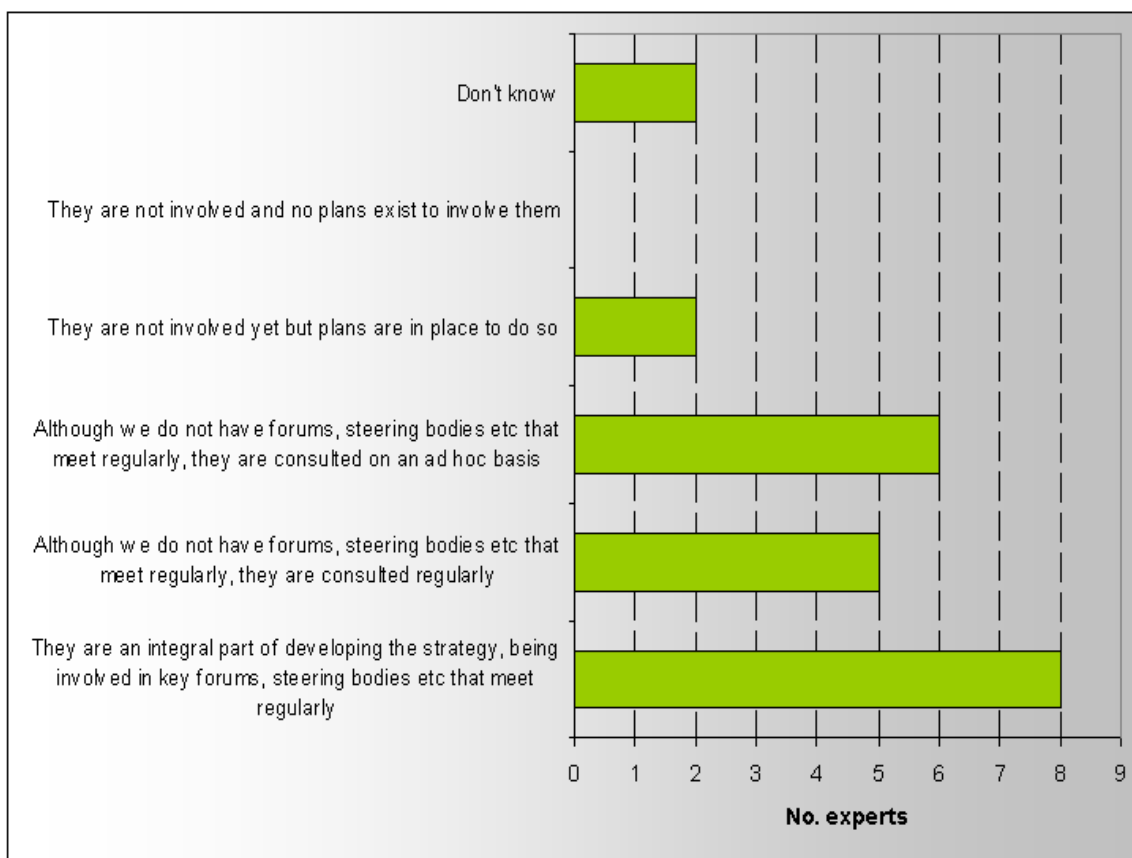 Don't know
They are not involved and no plans exist to involve them
They are not involved yet but plans are in place to do so
Although we do not have forums, steering bodies etc that
meet regularly, they are consulted on an ad hoc basis
Although we do not have forums, steering bodies etc that
meet regularly, they are consulted regularly
They are an integral part of developing the strategy, being
involved in key forums, steering bodies etc that meet
regularly
0 1 2 3 4 5 6 7 8 9
No. experts